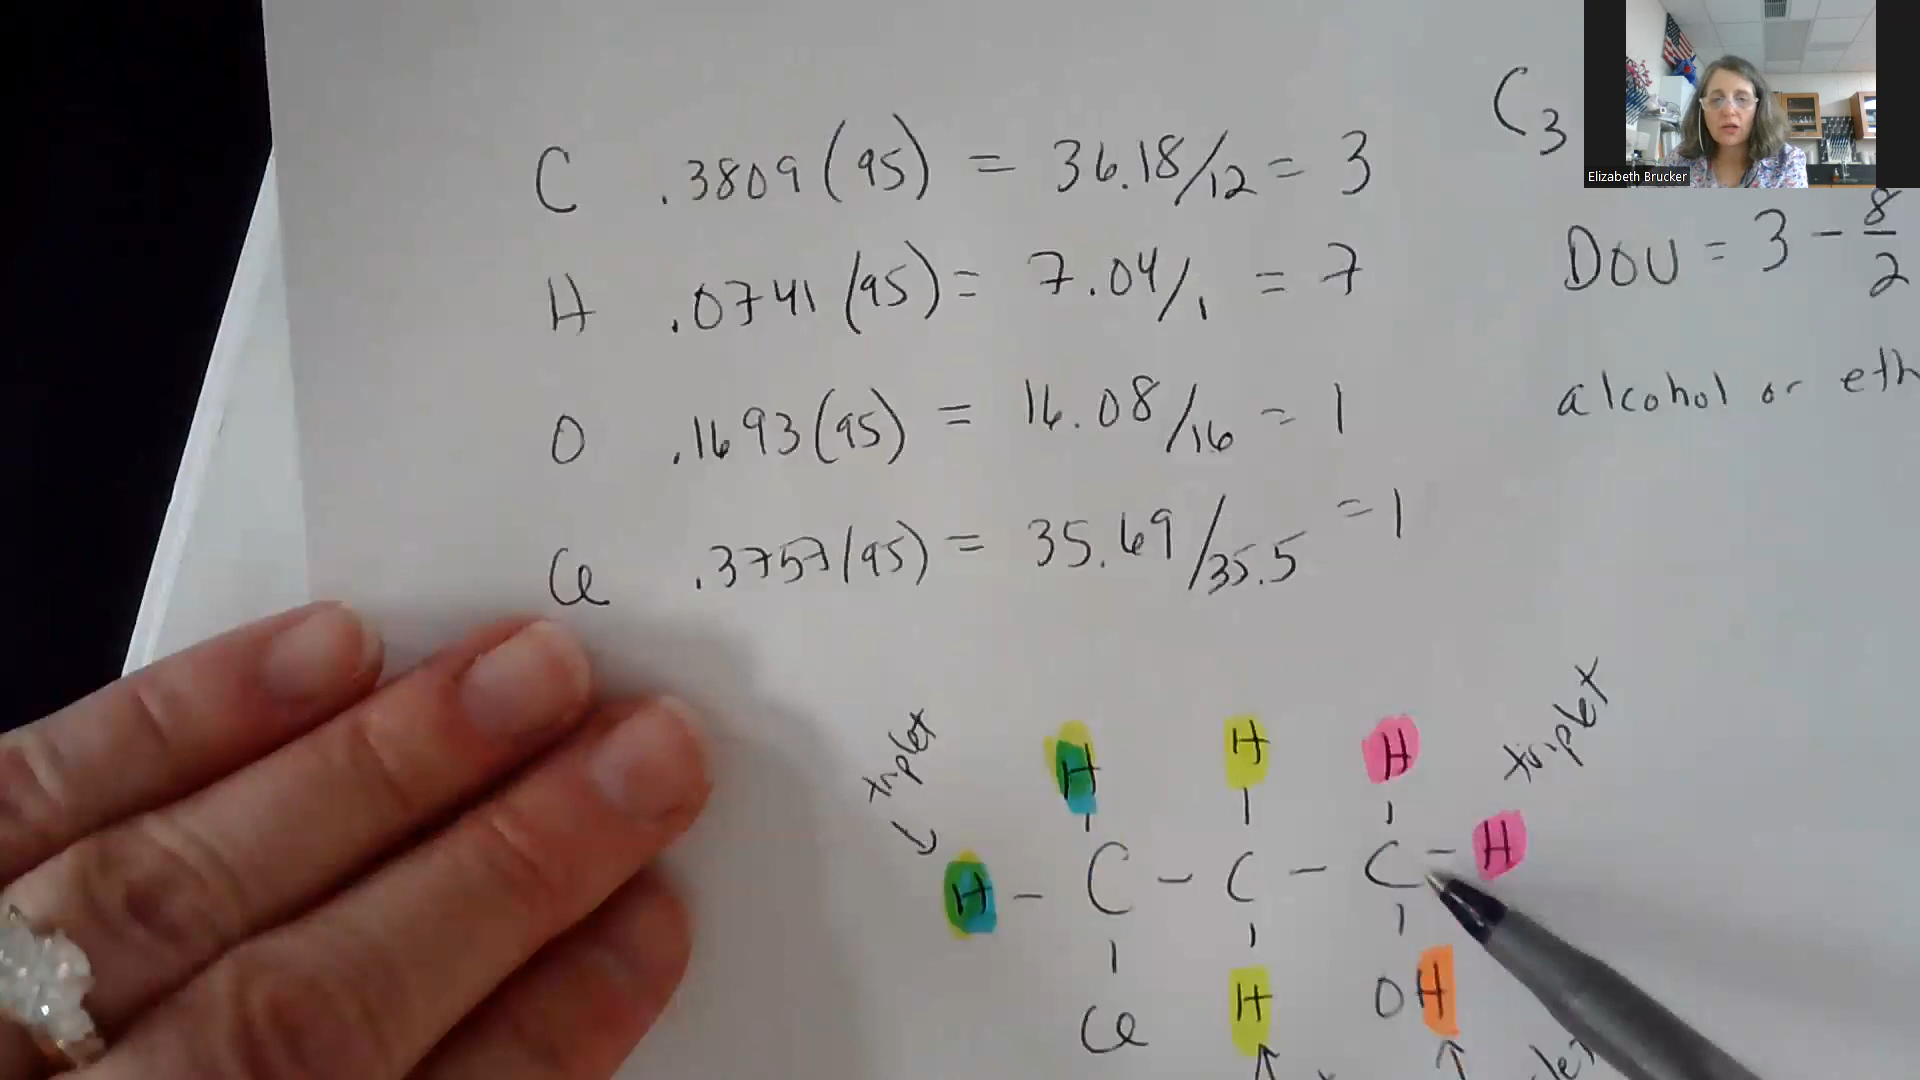 C .3809(95) = 36.18/12 = 3
H .0741(95) = 7.04/1 = 7
O .1693(95) = 16.08/16 = 1
Cl .3757(95) = 35.69/35.5 = 1
C3
Elizabeth Brucker
DOU = 3 - 8/2
alcohol or eth
triplet
triplet
H H H
H - C - C - C - H
Cl H OH
let